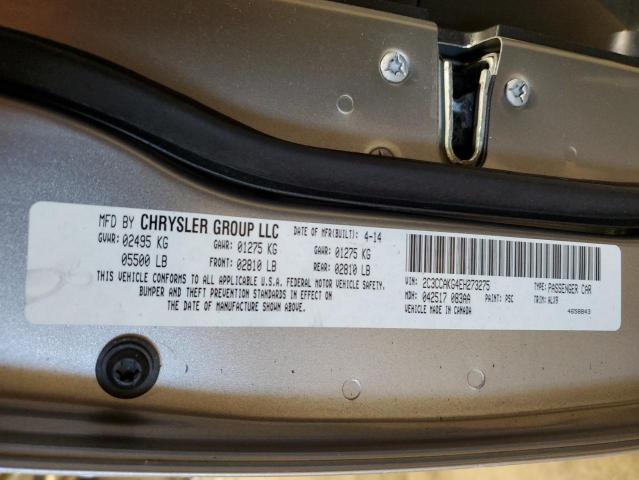 MFD BY CHRYSLER GROUP LLC DATE OF MFR(BUILT): 4-14
GVWR: 02495 KG GAWR: 01275 KG GAWR: 01275 KG
05500 LB FRONT: 02810 LB REAR: 02810 LB
THIS VEHICLE CONFORMS TO ALL APPLICABLE U.S.A. FEDERAL MOTOR VEHICLE SAFETY,
BUMPER AND THEFT PREVENTION STANDARDS IN EFFECT ON
THE DATE OF MANUFACTURE SHOWN ABOVE.
VIN: 2C3CCAKG4EH273275 TYPE: PASSENGER CAR
MDH: 042517 083AA PAINT: PSC TRIM: ALX9
VEHICLE MADE IN CANADA 4658843